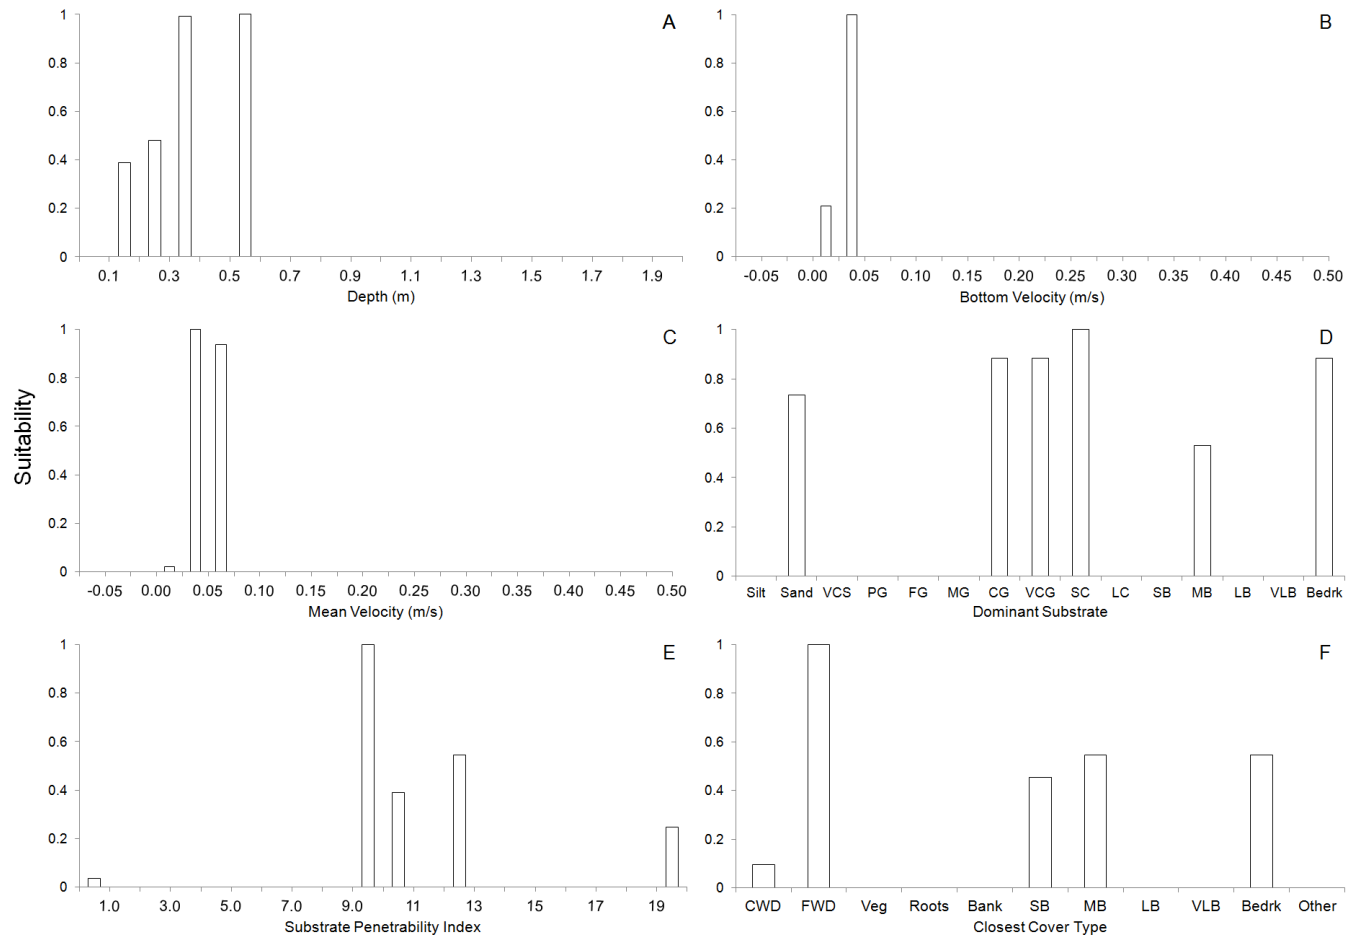 Suitability
A
1
0.8
0.6
0.4
0.2
0
0.1 0.3 0.5 0.7 0.9 1.1 1.3 1.5 1.7 1.9
Depth (m)
B
1
0.8
0.6
0.4
0.2
0
-0.05 0.00 0.05 0.10 0.15 0.20 0.25 0.30 0.35 0.40 0.45 0.50
Bottom Velocity (m/s)
C
1
0.8
0.6
0.4
0.2
0
-0.05 0.00 0.05 0.10 0.15 0.20 0.25 0.30 0.35 0.40 0.45 0.50
Mean Velocity (m/s)
D
1
0.8
0.6
0.4
0.2
0
Silt Sand VCS PG FG MG CG VCG SC LC SB MB LB VLB Bedrk
Dominant Substrate
E
1
0.8
0.6
0.4
0.2
0
1.0 3.0 5.0 7.0 9.0 11 13 15 17 19
Substrate Penetrability Index
F
1
0.8
0.6
0.4
0.2
0
CWD FWD Veg Roots Bank SB MB LB VLB Bedrk Other
Closest Cover Type